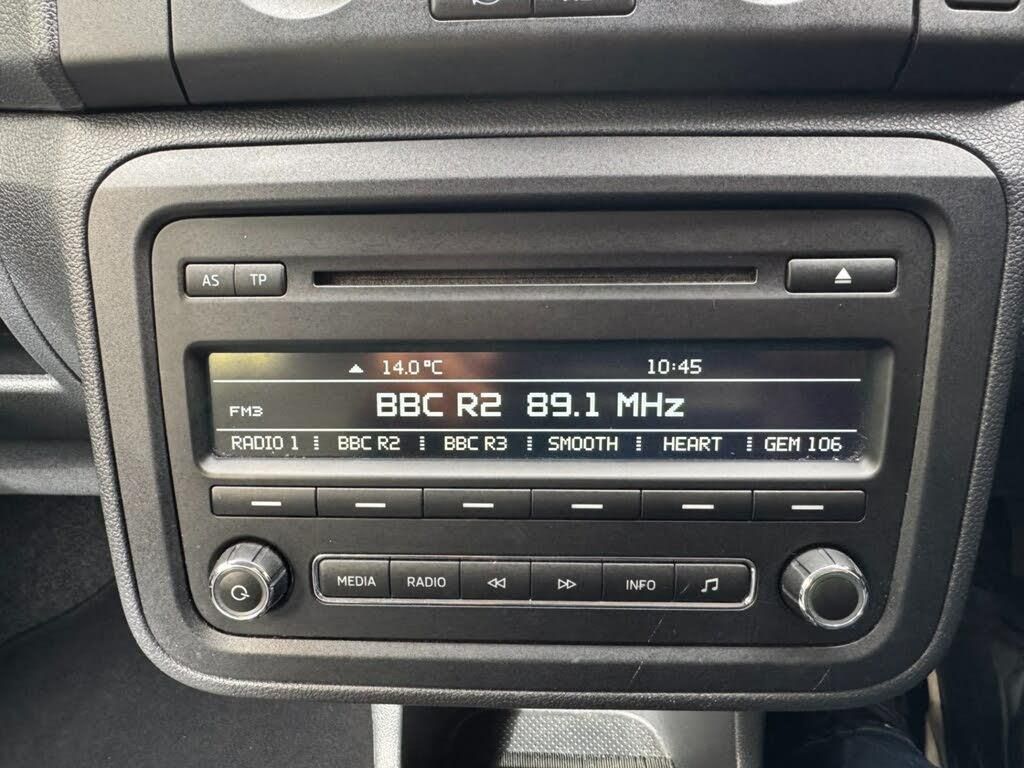 AS TP
14.0°C 10:45
FM3 BBC R2 89.1 MHz
RADIO 1 BBC R2 BBC R3 SMOOTH HEART GEM 106
MEDIA RADIO INFO